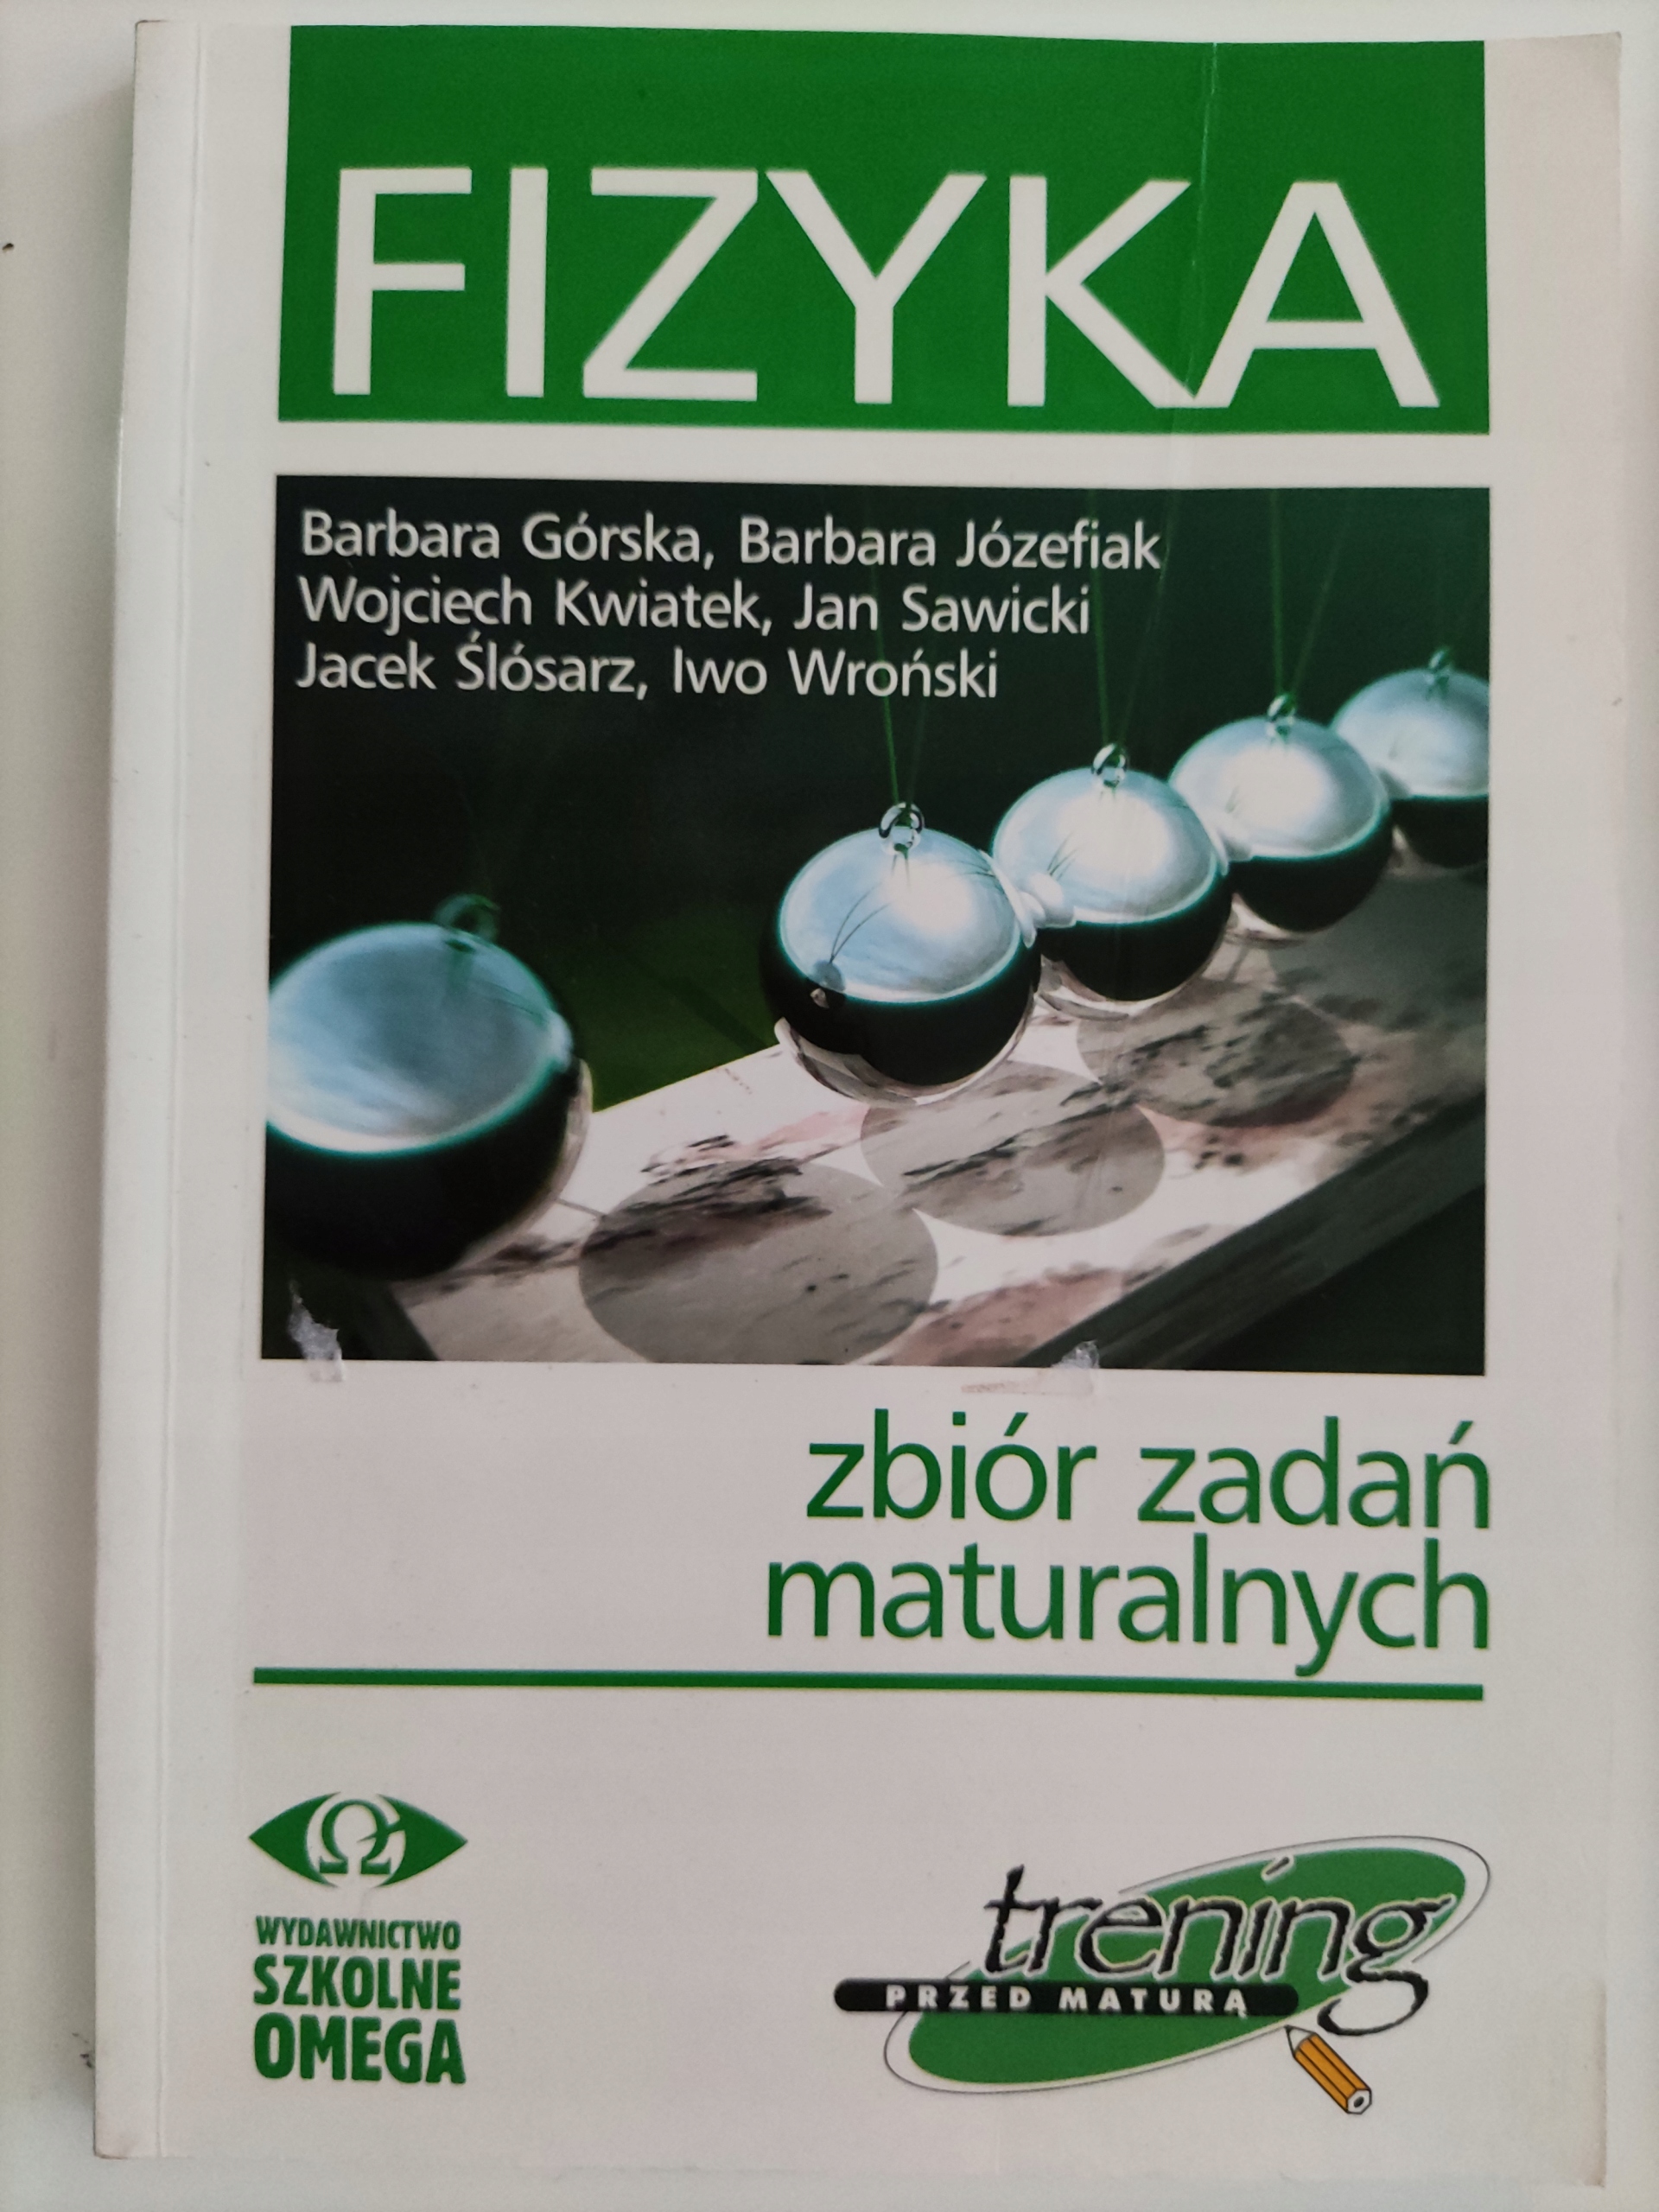 FIZYKA
Barbara Górska, Barbara Józefiak
Wojciech Kwiatek, Jan Sawicki
Jacek Ślósarz, Iwo Wroński
zbiór zadań
maturalnych
WYDAWNICTWO
SZKOLNE
OMEGA
trening
PRZED MATURĄ